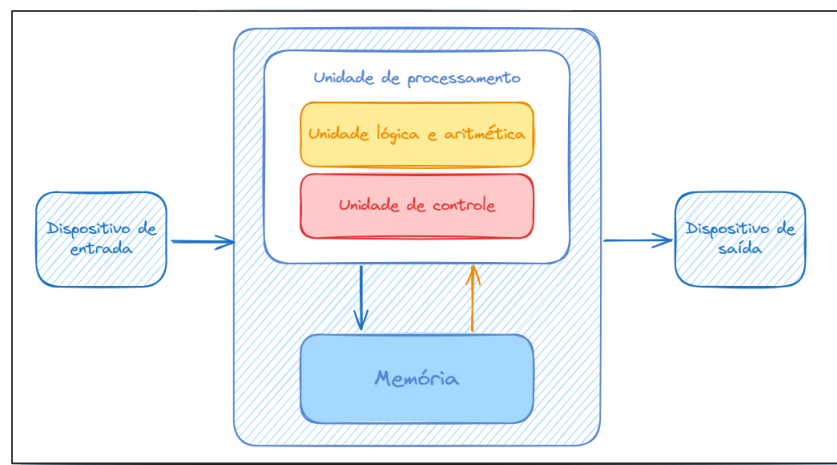 Unidade de processamento
Unidade lógica e aritmética
Unidade de controle
Dispositivo de
entrada
Dispositivo de
saída
Memória